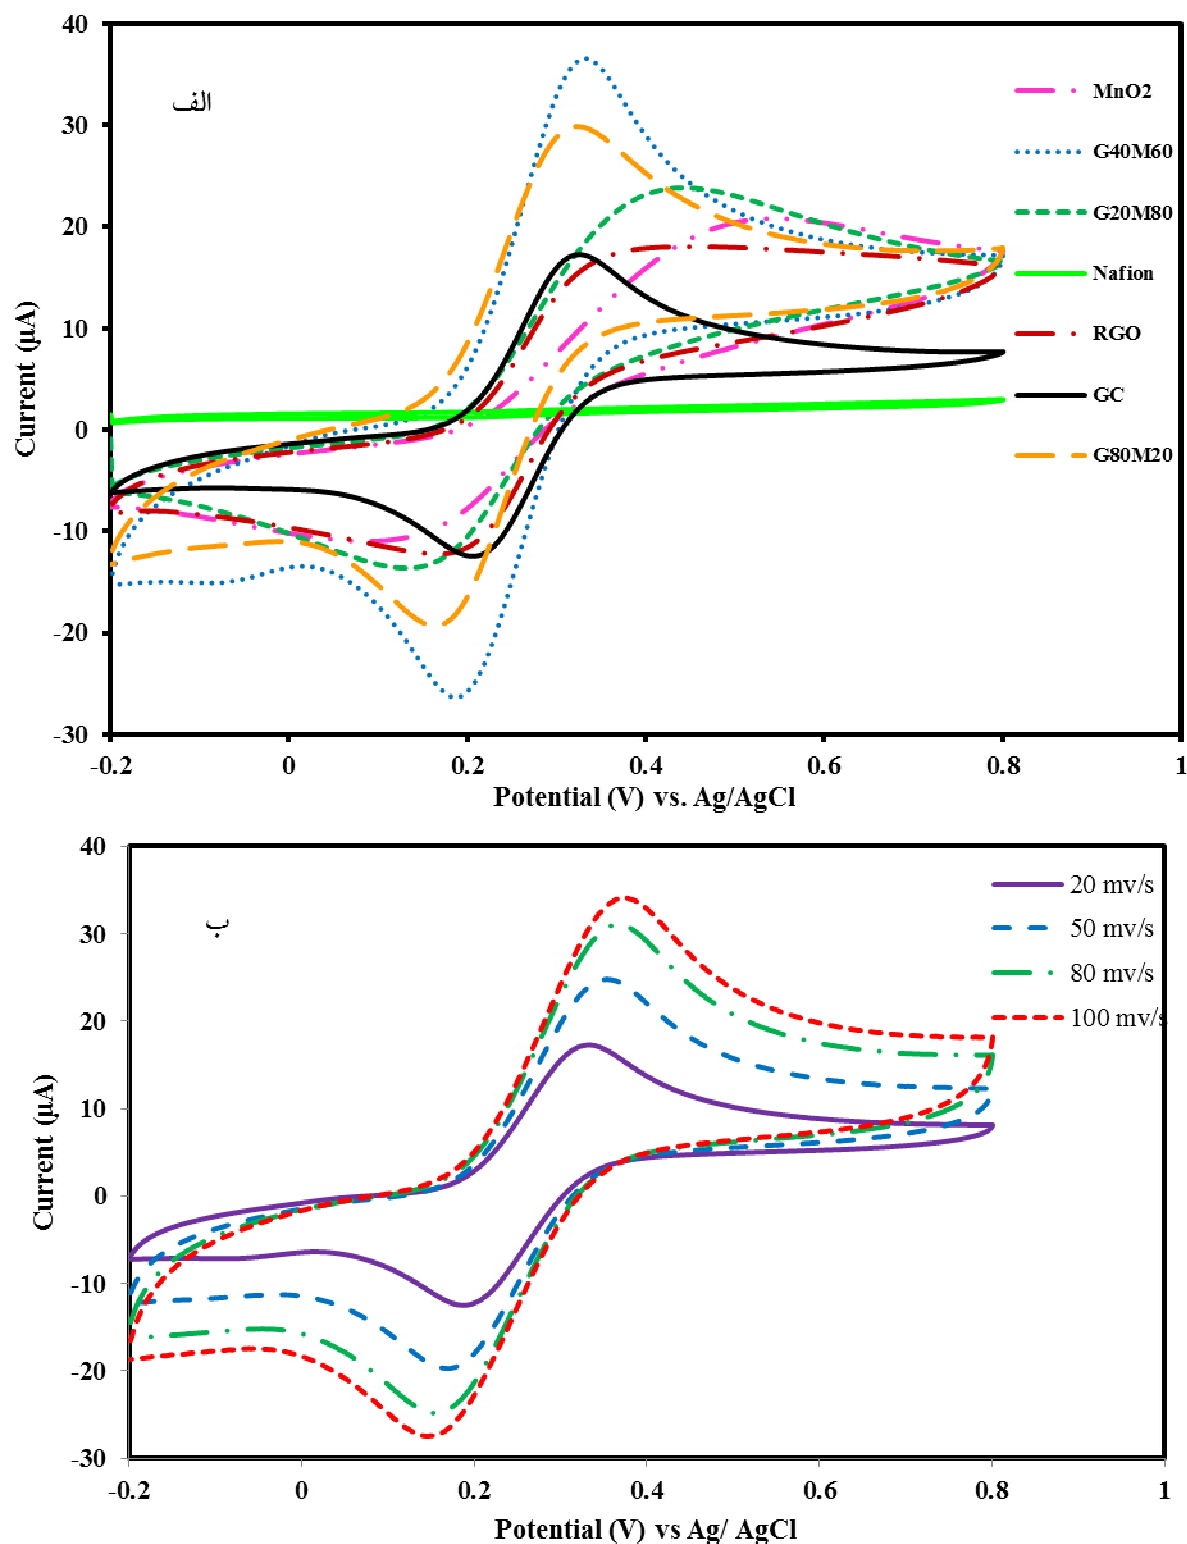 40
30
20
10
0
-10
-20
-30
Current (µA)
الف
MnO2
G40M60
G20M80
Nafion
RGO
GC
G80M20
-0.2 0 0.2 0.4 0.6 0.8 1
Potential (V) vs. Ag/AgCl
40
30
20
10
0
-10
-20
-30
Current (µA)
ب
20 mv/s
50 mv/s
80 mv/s
100 mv/s
-0.2 0 0.2 0.4 0.6 0.8 1
Potential (V) vs Ag/ AgCl